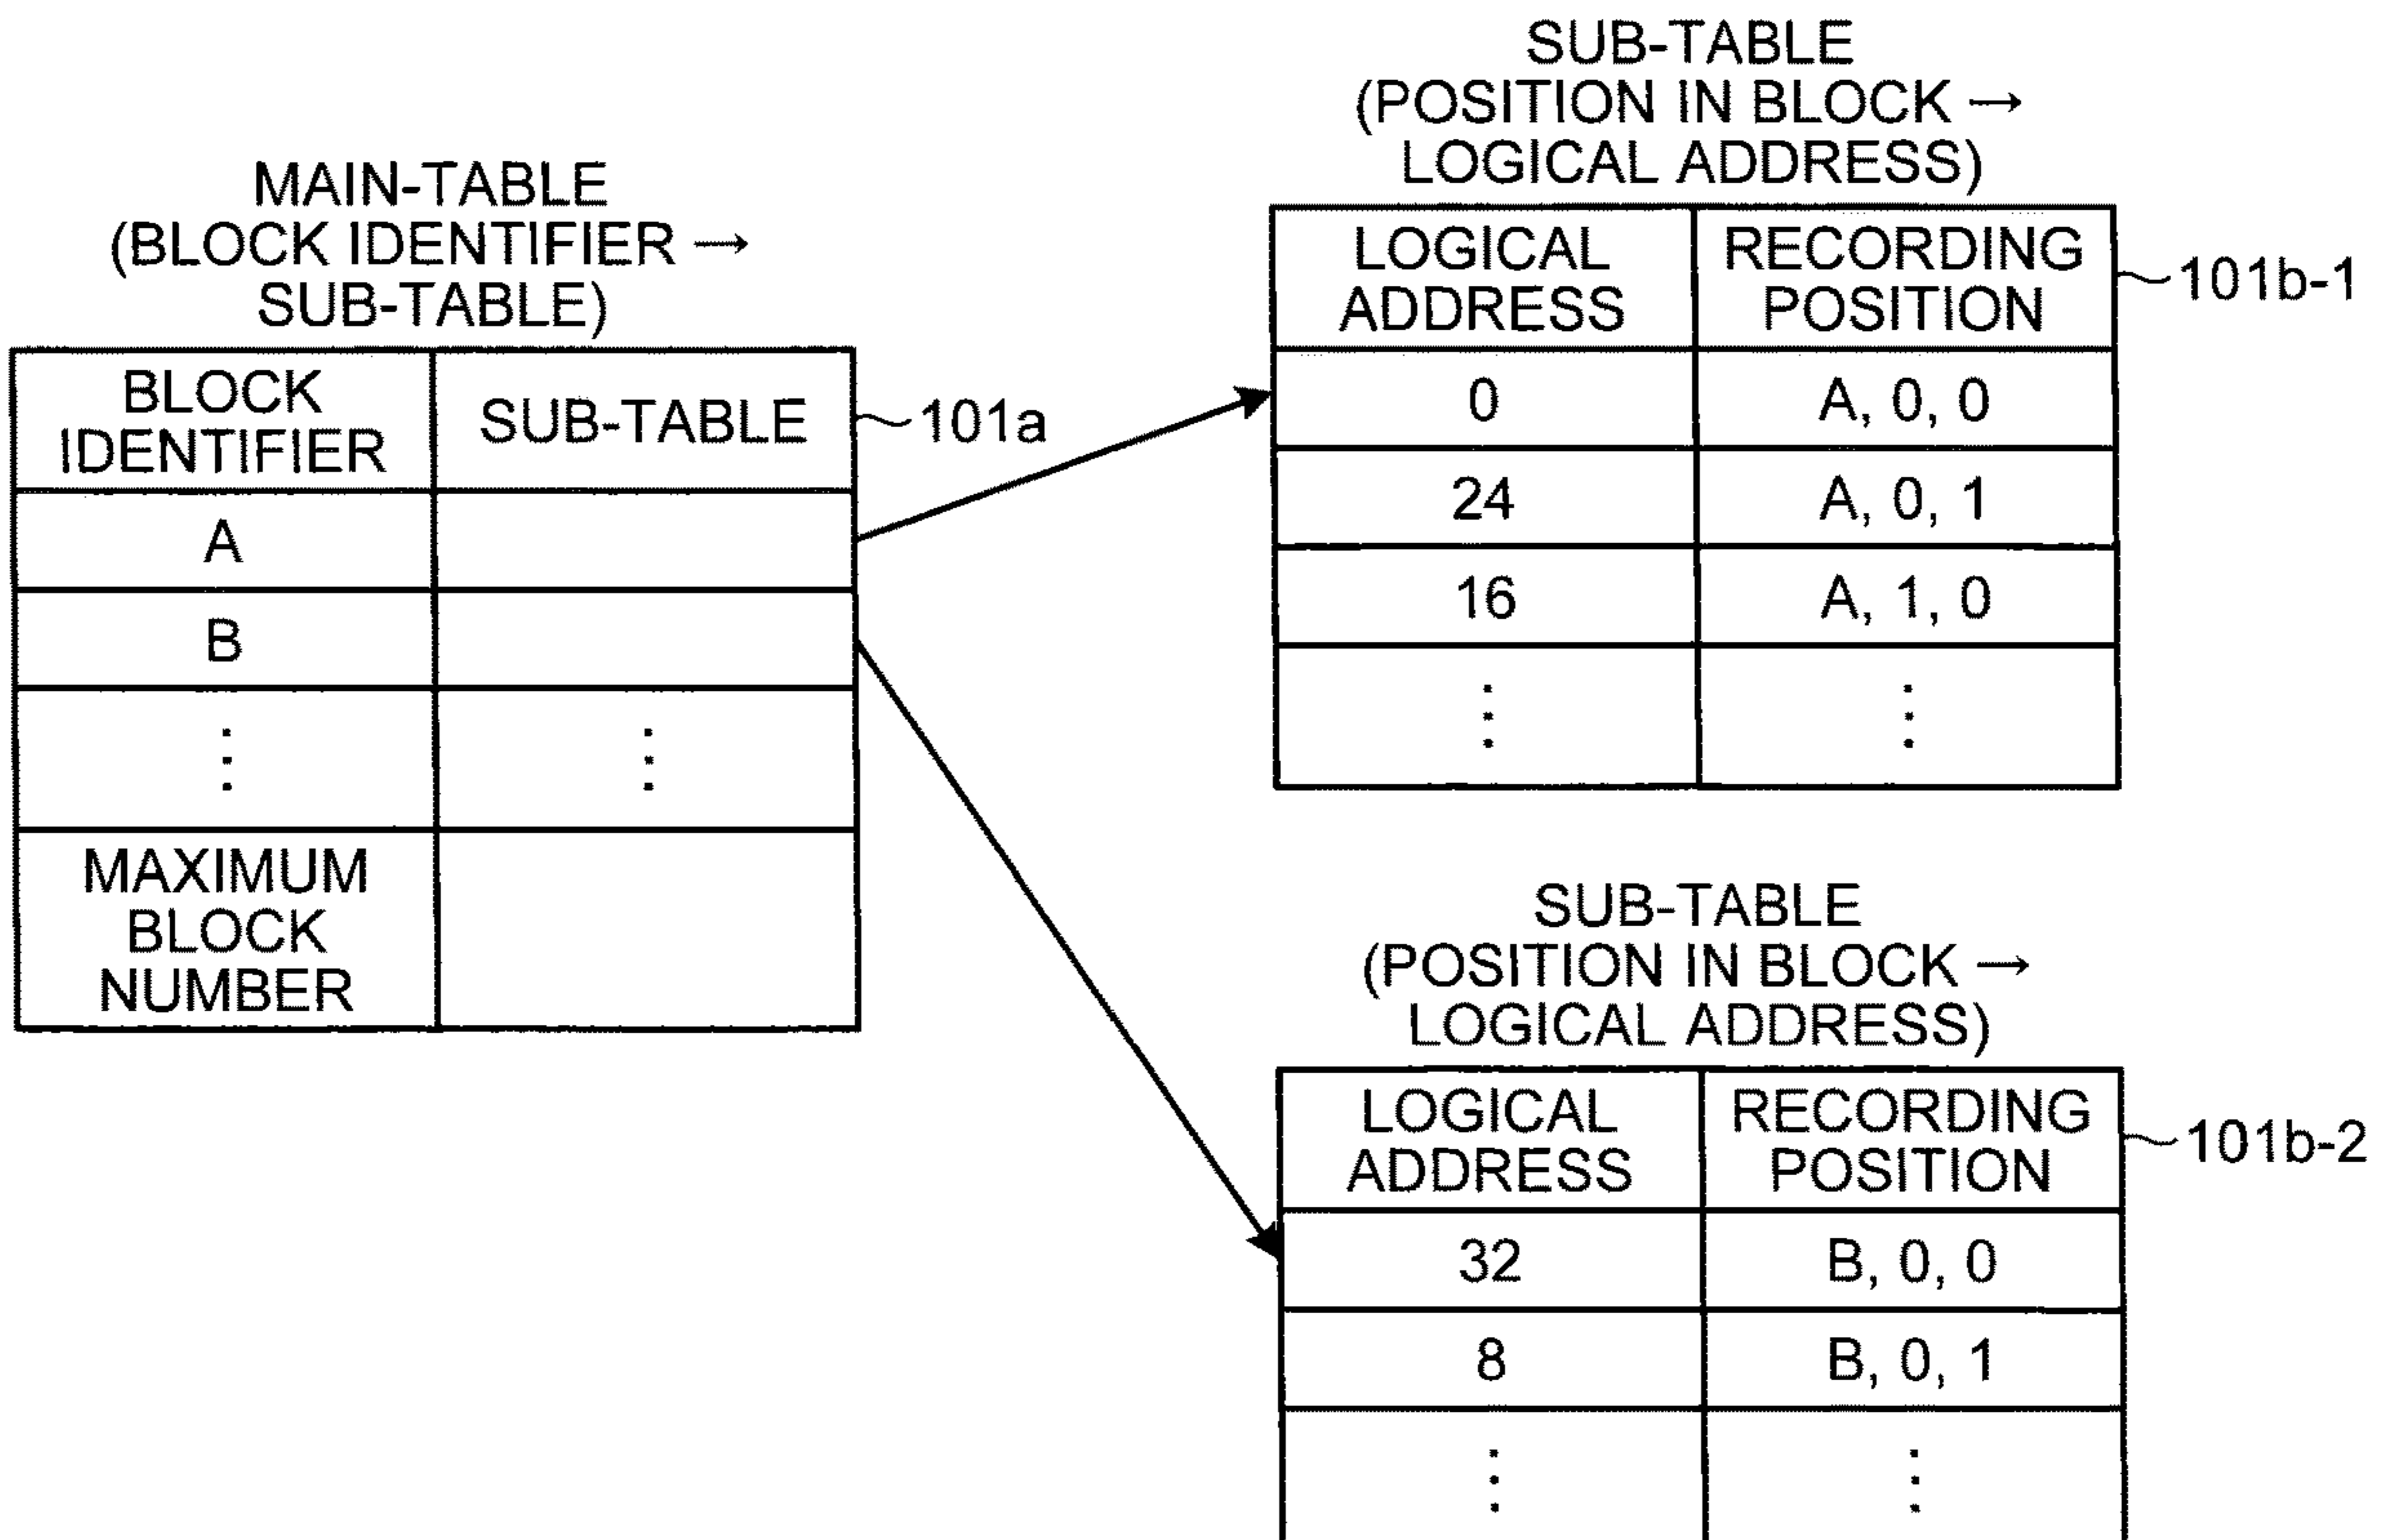 MAIN-TABLE
(BLOCK IDENTIFIER →
SUB-TABLE)
BLOCK
IDENTIFIER
SUB-TABLE
101a
A
B
⋮
⋮
MAXIMUM
BLOCK
NUMBER
SUB-TABLE
(POSITION IN BLOCK →
LOGICAL ADDRESS)
LOGICAL
ADDRESS
RECORDING
POSITION
101b-1
0
A, 0, 0
24
A, 0, 1
16
A, 1, 0
⋮
⋮
SUB-TABLE
(POSITION IN BLOCK →
LOGICAL ADDRESS)
LOGICAL
ADDRESS
RECORDING
POSITION
101b-2
32
B, 0, 0
8
B, 0, 1
⋮
⋮